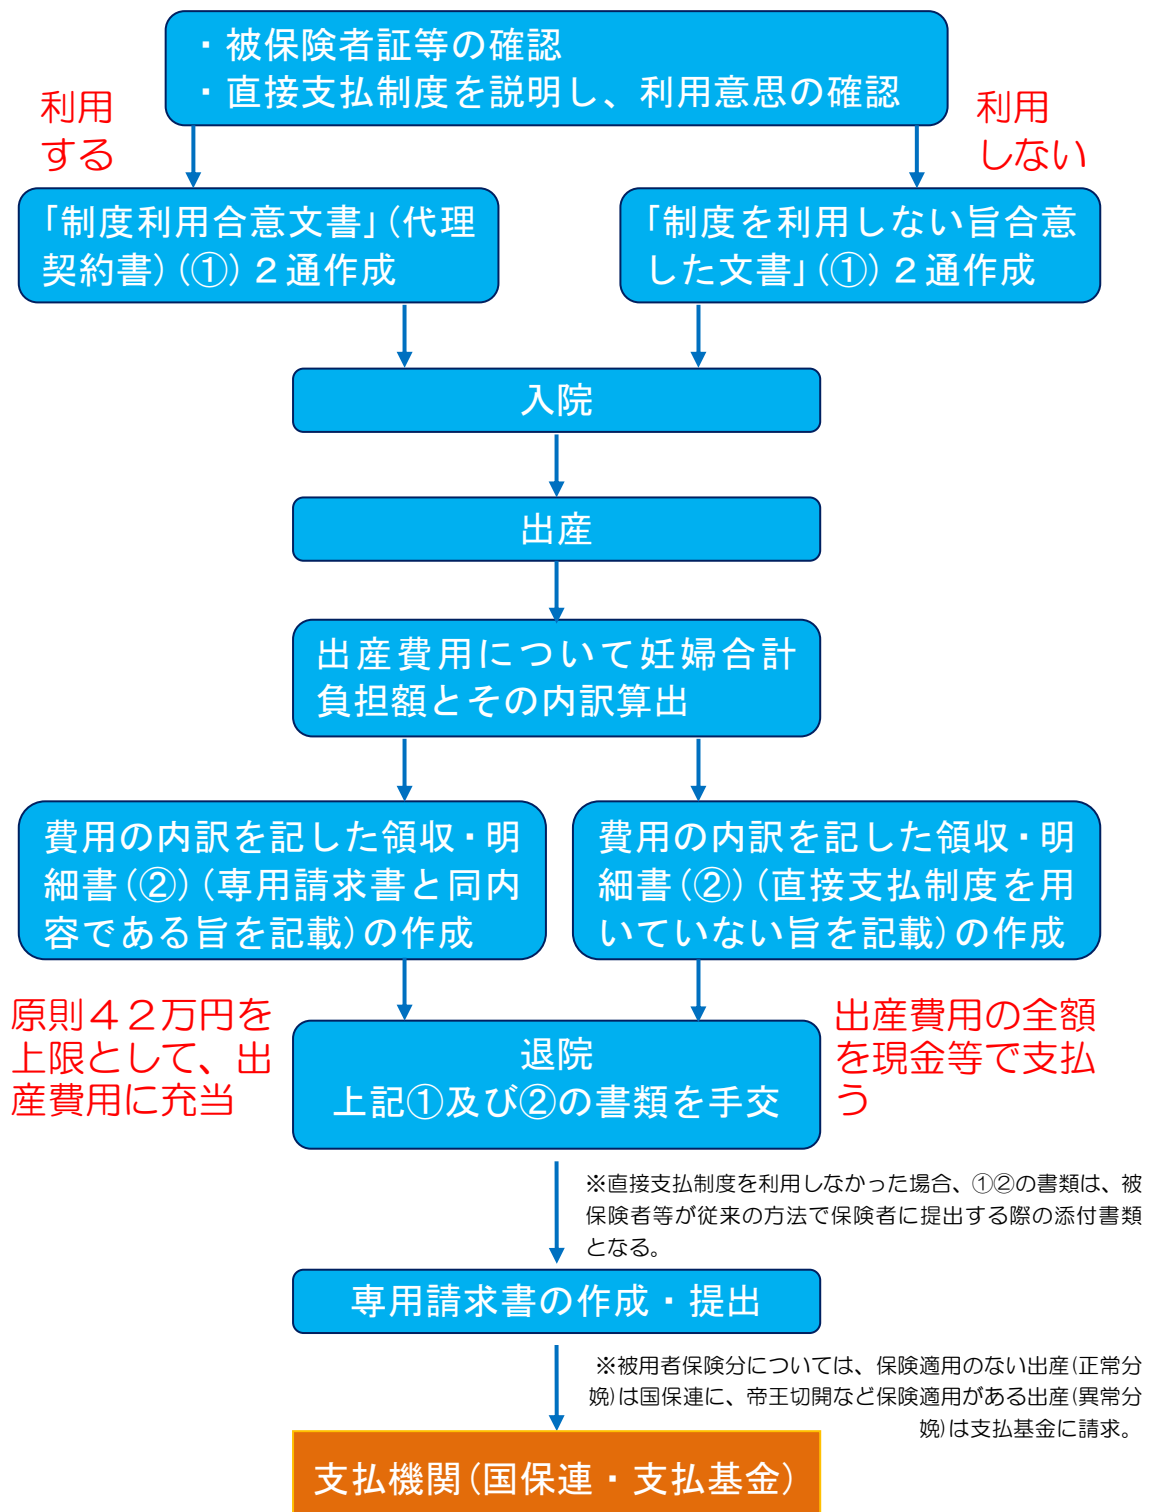 ・被保険者証等の確認
・直接支払制度を説明し、利用意思の確認
利用
する
利用
しない
「制度利用合意文書」(代理
契約書)(①)２通作成
「制度を利用しない旨合意
した文書」(①)２通作成
入院
出産
出産費用について妊婦合計
負担額とその内訳算出
費用の内訳を記した領収・明
細書(②)(専用請求書と同内
容である旨を記載)の作成
費用の内訳を記した領収・明
細書(②)(直接支払制度を用
いていない旨を記載)の作成
原則４２万円を
上限として、出
産費用に充当
退院
上記①及び②の書類を手交
出産費用の全額
を現金等で支払
う
※直接支払制度を利用しなかった場合、①②の書類は、被
保険者等が従来の方法で保険者に提出する際の添付書類
となる。
専用請求書の作成・提出
※被用者保険分については、保険適用のない出産(正常分
娩)は国保連に、帝王切開など保険適用がある出産(異常分
娩)は支払基金に請求。
支払機関(国保連・支払基金)